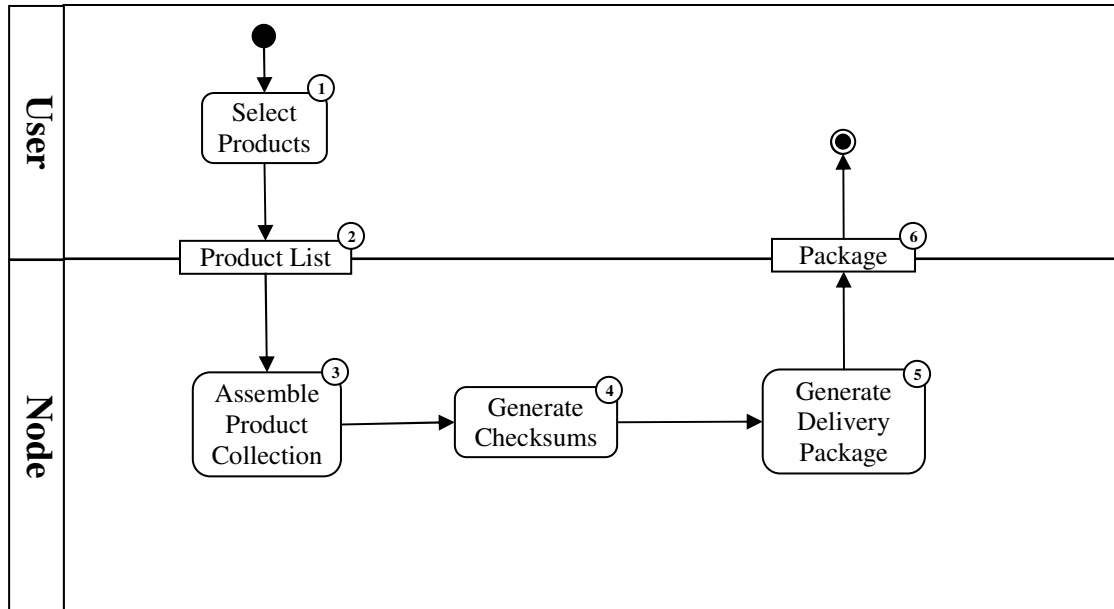 User
1
Select
Products
2
Product List
6
Package
Node
3
Assemble
Product
Collection
4
Generate
Checksums
5
Generate
Delivery
Package